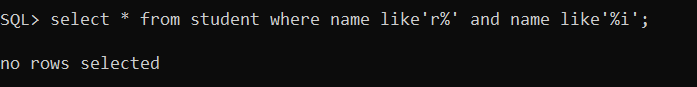 SQL> select * from student where name like'r%' and name like'%i';
no rows selected